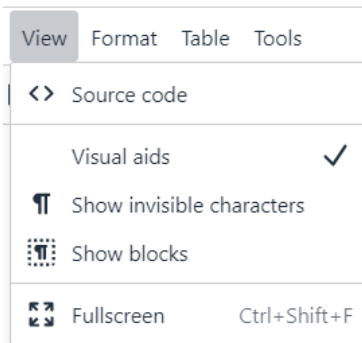 View Format Table Tools
Source code
Visual aids
Show invisible characters
Show blocks
Fullscreen Ctrl+Shift+F